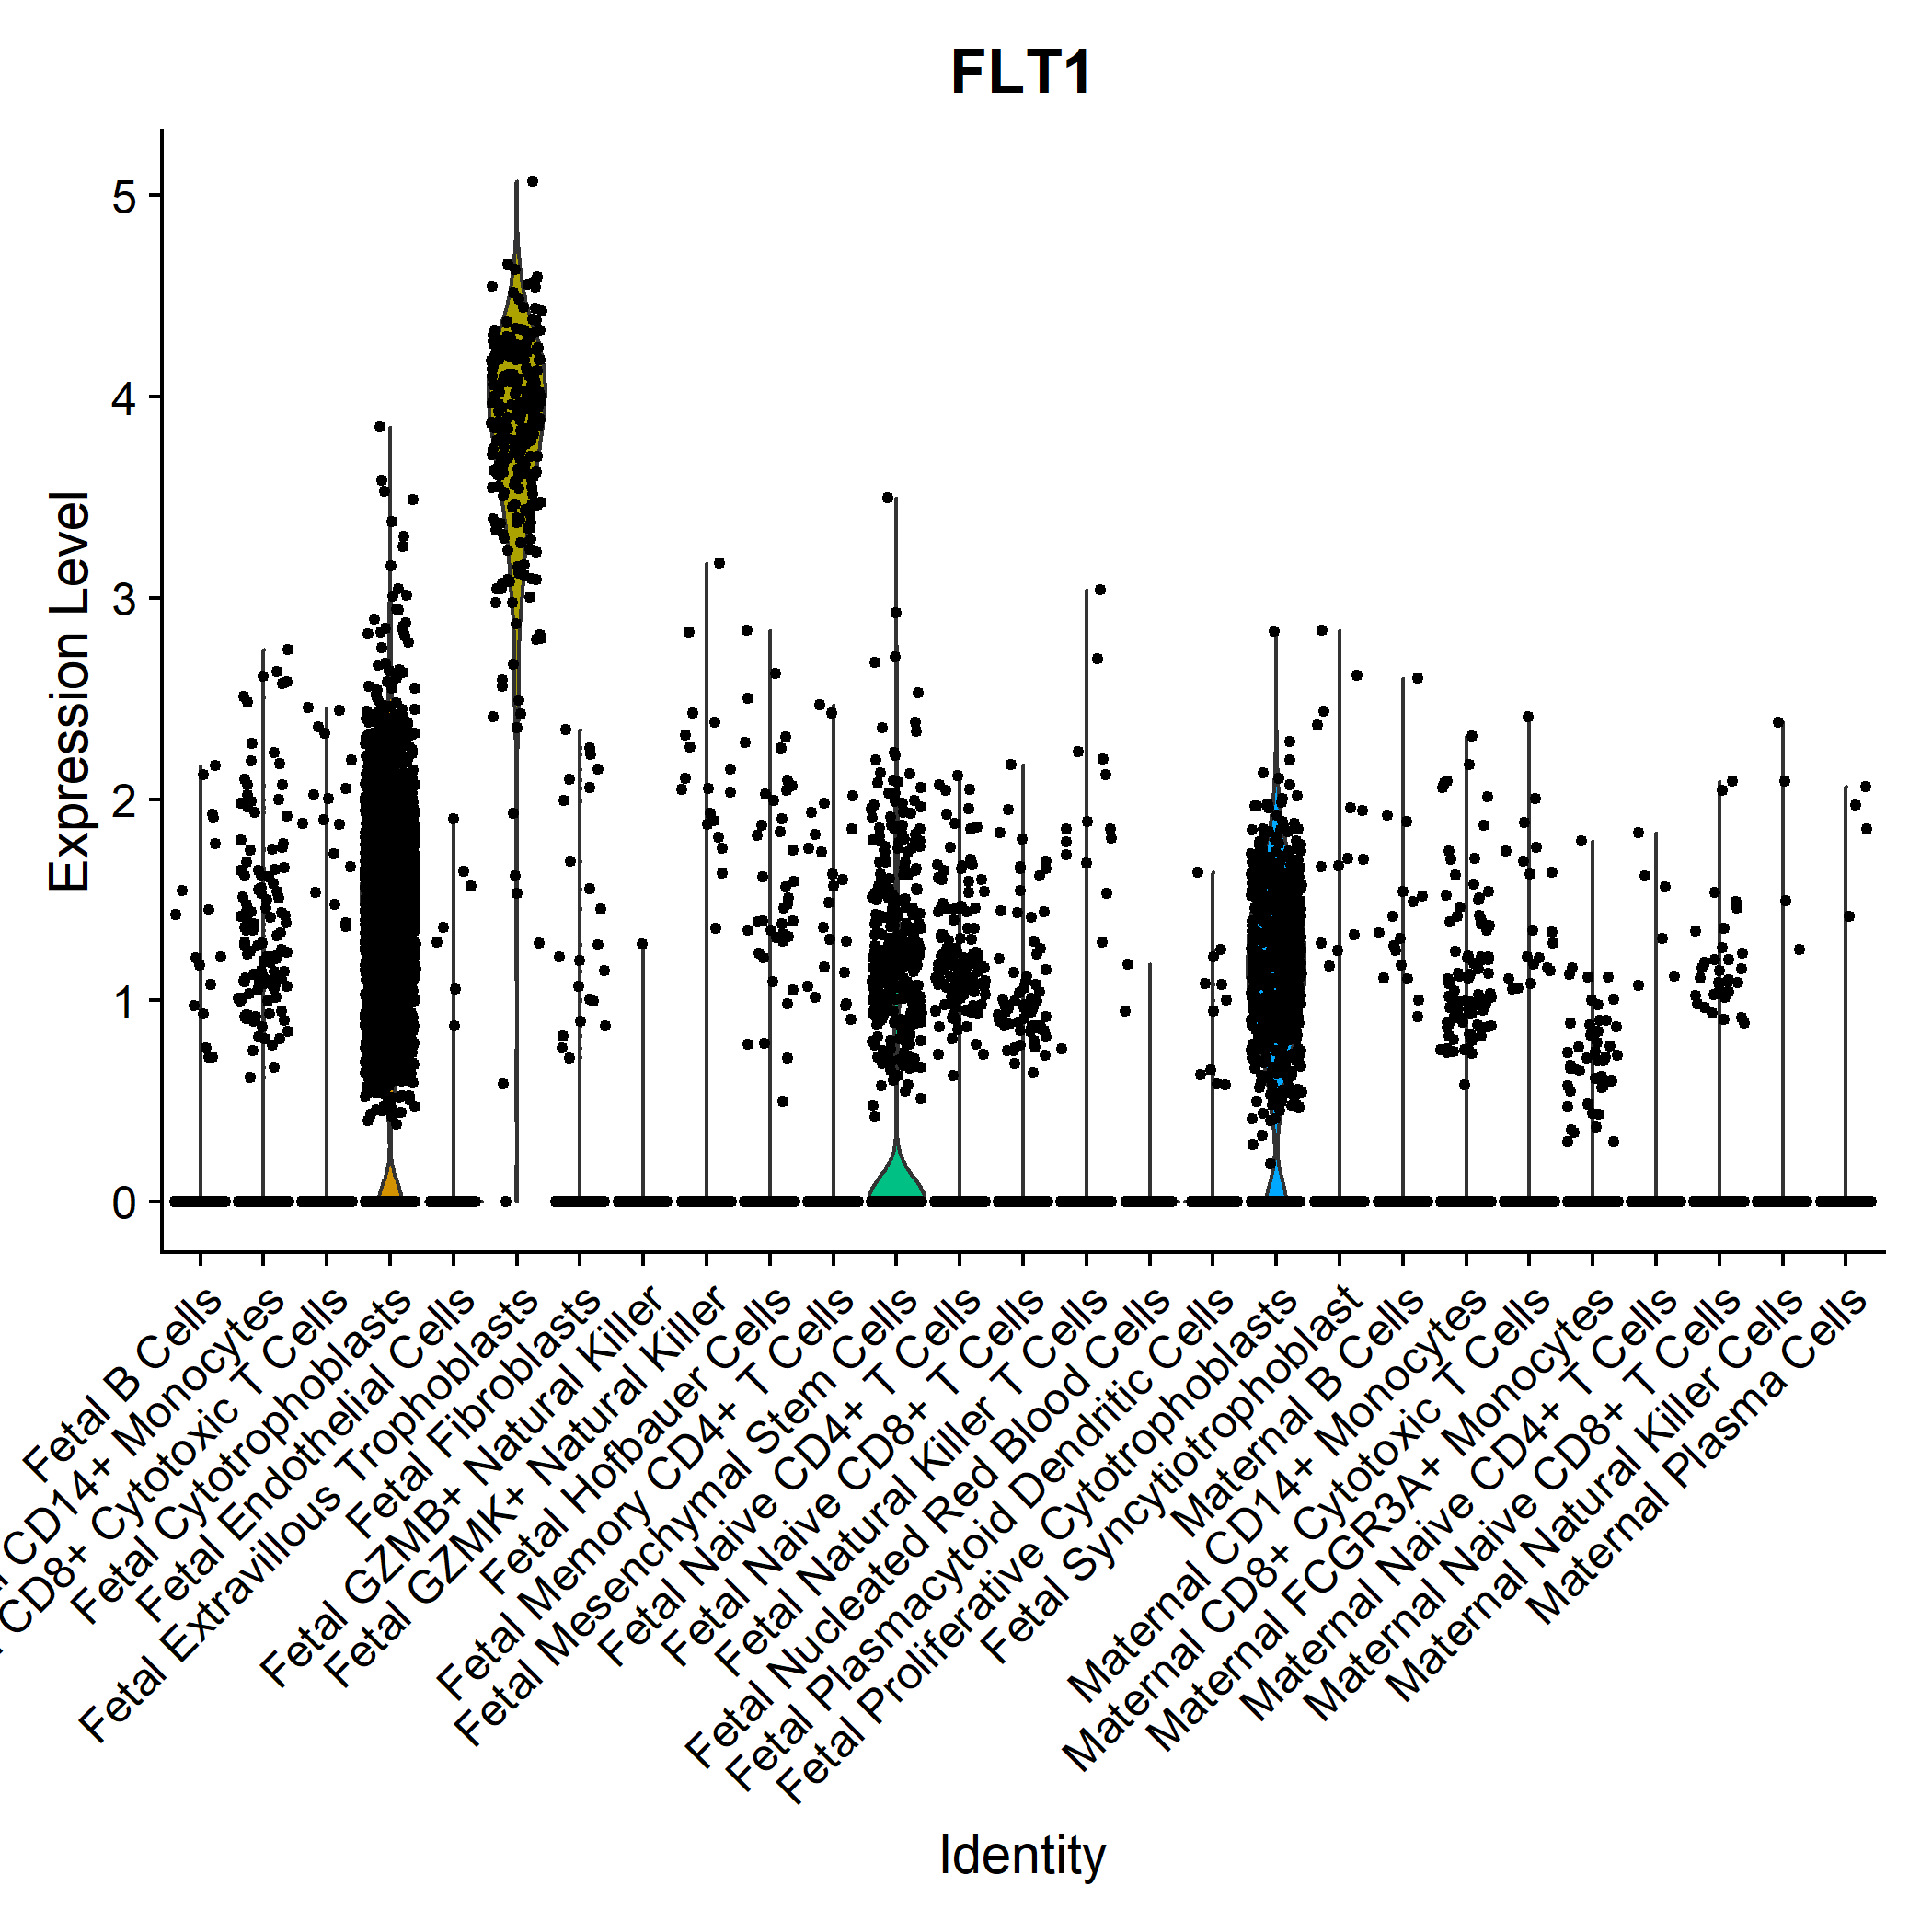 FLT1
Expression Level
5
4
3
2
1
0
Fetal B Cells
CD14+ Monocytes
CD8+ Cytotoxic T Cells
Fetal Cytotrophoblasts
Fetal Endothelial Cells
Fetal Extravillous Trophoblasts
Fetal Fibroblasts
Fetal GZMB+ Natural Killer
Fetal GZMK+ Natural Killer
Fetal Hofbauer Cells
Fetal Memory CD4+ T Cells
Fetal Mesenchymal Stem Cells
Fetal Naive CD4+ T Cells
Fetal Naive CD8+ T Cells
Fetal Natural Killer T Cells
Fetal Nucleated Red Blood Cells
Fetal Plasmacytoid Dendritic Cells
Fetal Proliferative Cytotrophoblasts
Fetal Syncytiotrophoblast
Maternal B Cells
Maternal CD14+ Monocytes
Maternal CD8+ Cytotoxic T Cells
Maternal FCGR3A+ Monocytes
Maternal Naive CD4+ T Cells
Maternal Naive CD8+ T Cells
Maternal Natural Killer Cells
Maternal Plasma Cells
Identity